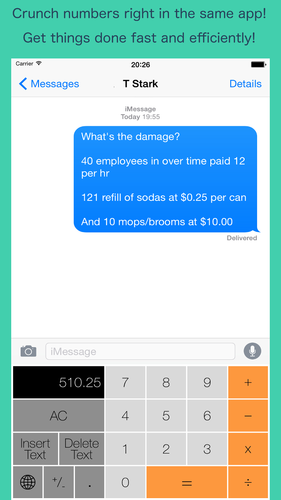 Crunch numbers right in the same app!
Get things done fast and efficiently!
Carrier 20:26
Messages T Stark Details
iMessage
Today 19:55
What's the damage?
40 employees in over time paid 12
per hr
121 refill of sodas at $0.25 per can
And 10 mops/brooms at $10.00
Delivered
iMessage
510.25 7 8 9 +
AC 4 5 6 −
Insert Text Delete Text 1 2 3 x
+/_ . 0 = ÷